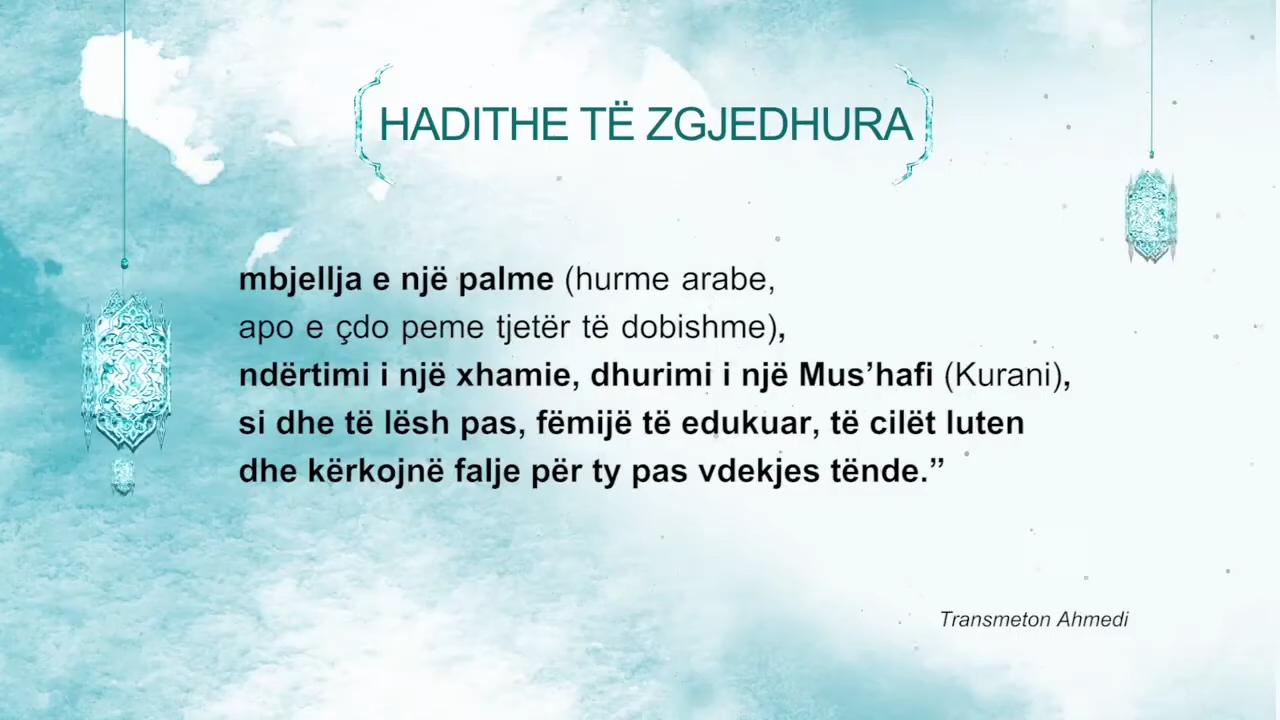 HADITHE TË ZGJEDHURA
mbjellja e një palme (hurme arabe,
apo e çdo peme tjetër të dobishme),
ndërtimi i një xhamie, dhurimi i një Mus’hafi (Kurani),
si dhe të lësh pas, fëmijë të edukuar, të cilët luten
dhe kërkojnë falje për ty pas vdekjes tënde.”
Transmeton Ahmedi